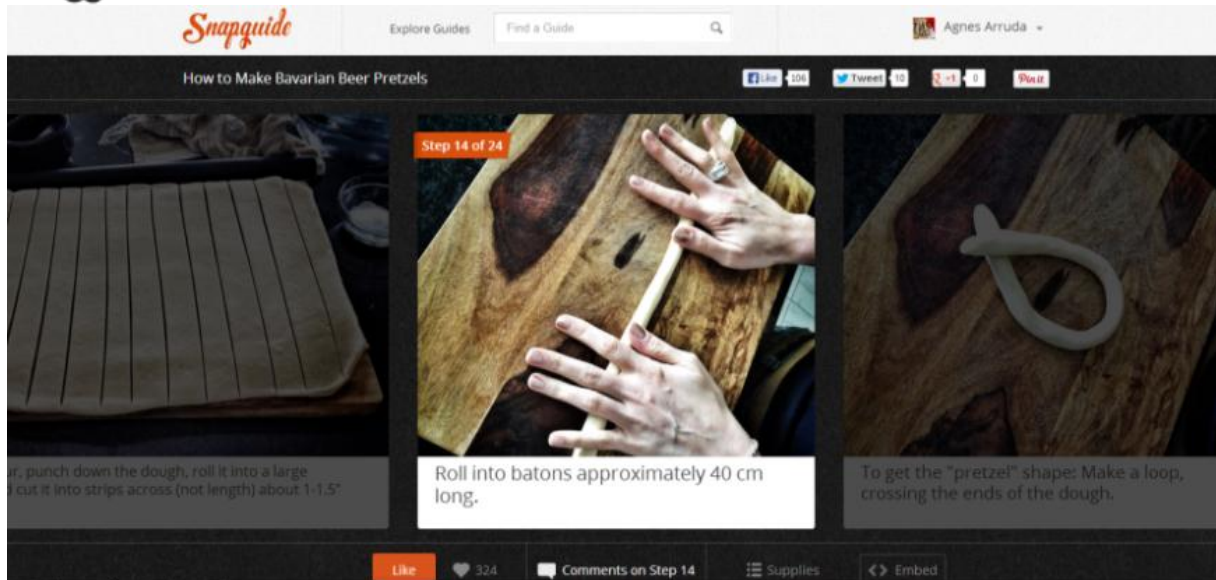 Snapguide
Explore Guides
Find a Guide
Agnes Arruda
How to Make Bavarian Beer Pretzels
Like 106
Tweet 10
+1 0
Pin it
Step 14 of 24
ur, punch down the dough, roll it into a large
d cut it into strips across (not length) about 1-1.5"
Roll into batons approximately 40 cm
long.
To get the "pretzel" shape: Make a loop,
crossing the ends of the dough.
Like
324
Comments on Step 14
Supplies
Embed